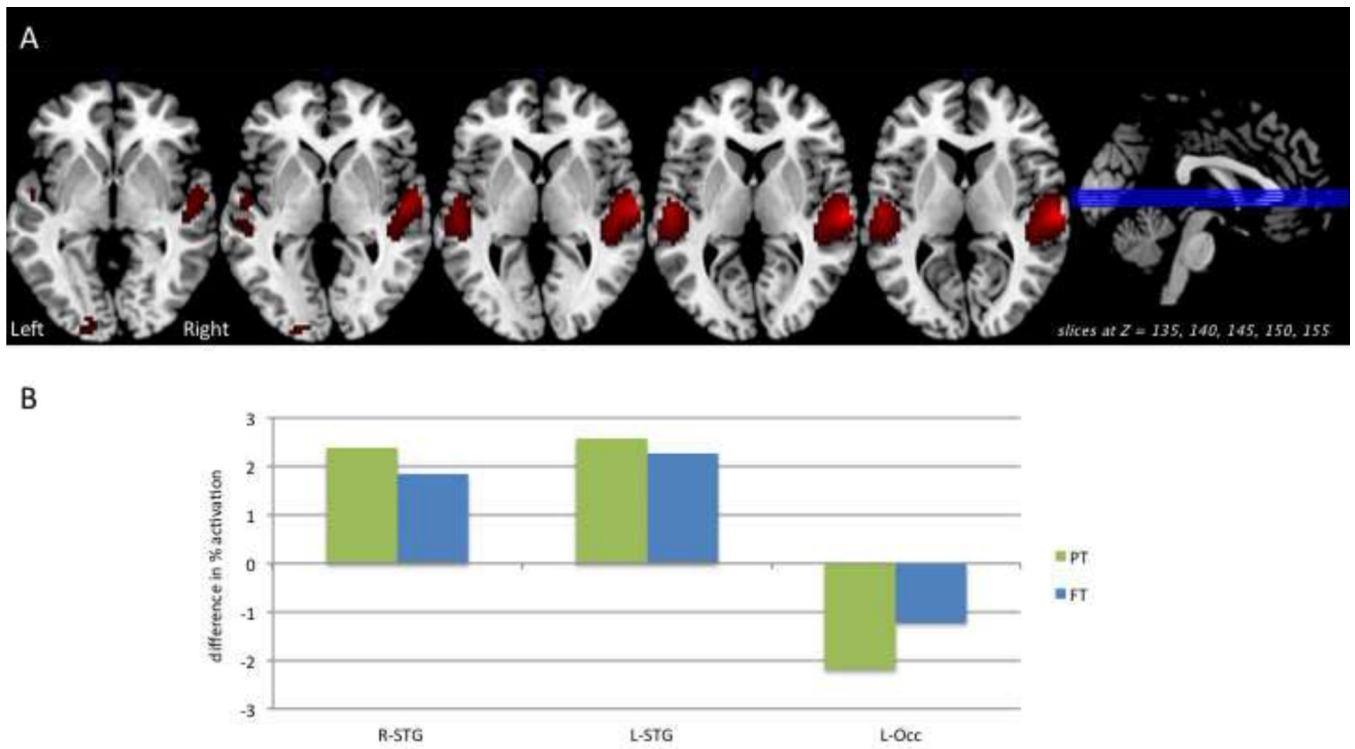 A
Left
Right
slices at Z = 135, 140, 145, 150, 155
B
difference in % activation
3
2
1
0
-1
-2
-3
R-STG
L-STG
L-Occ
PT
FT